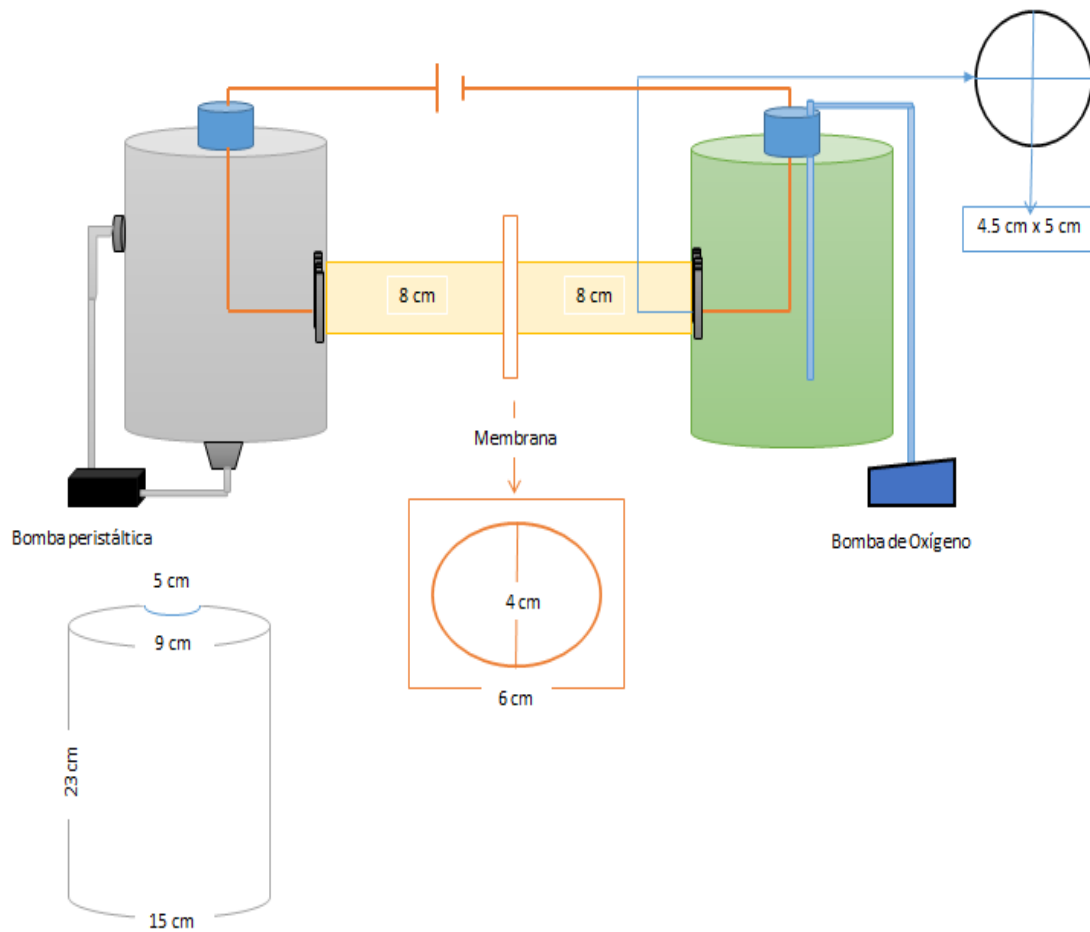 4.5 cm x 5 cm
8 cm
8 cm
Membrana
Bomba peristáltica
Bomba de Oxígeno
5 cm
4 cm
9 cm
6 cm
23 cm
15 cm